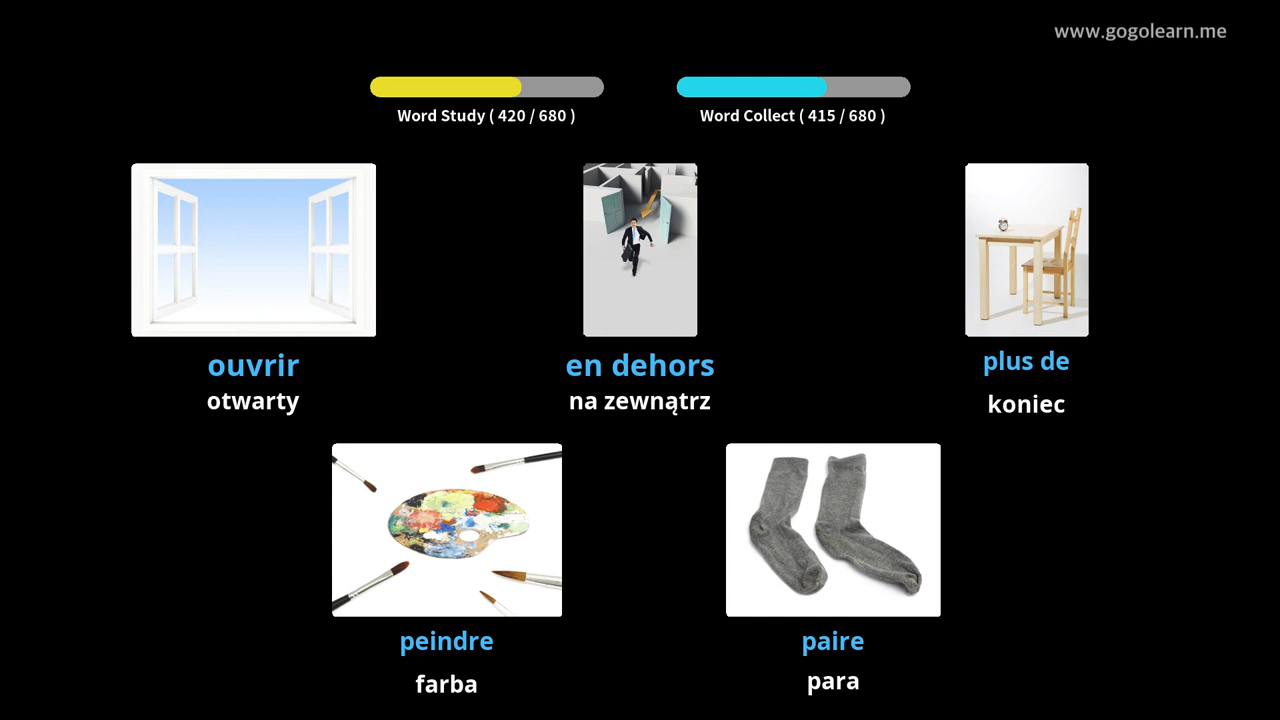 www.gogolearn.me
Word Study ( 420 / 680 )
Word Collect ( 415 / 680 )
ouvrir
otwarty
en dehors
na zewnątrz
plus de
koniec
peindre
farba
paire
para